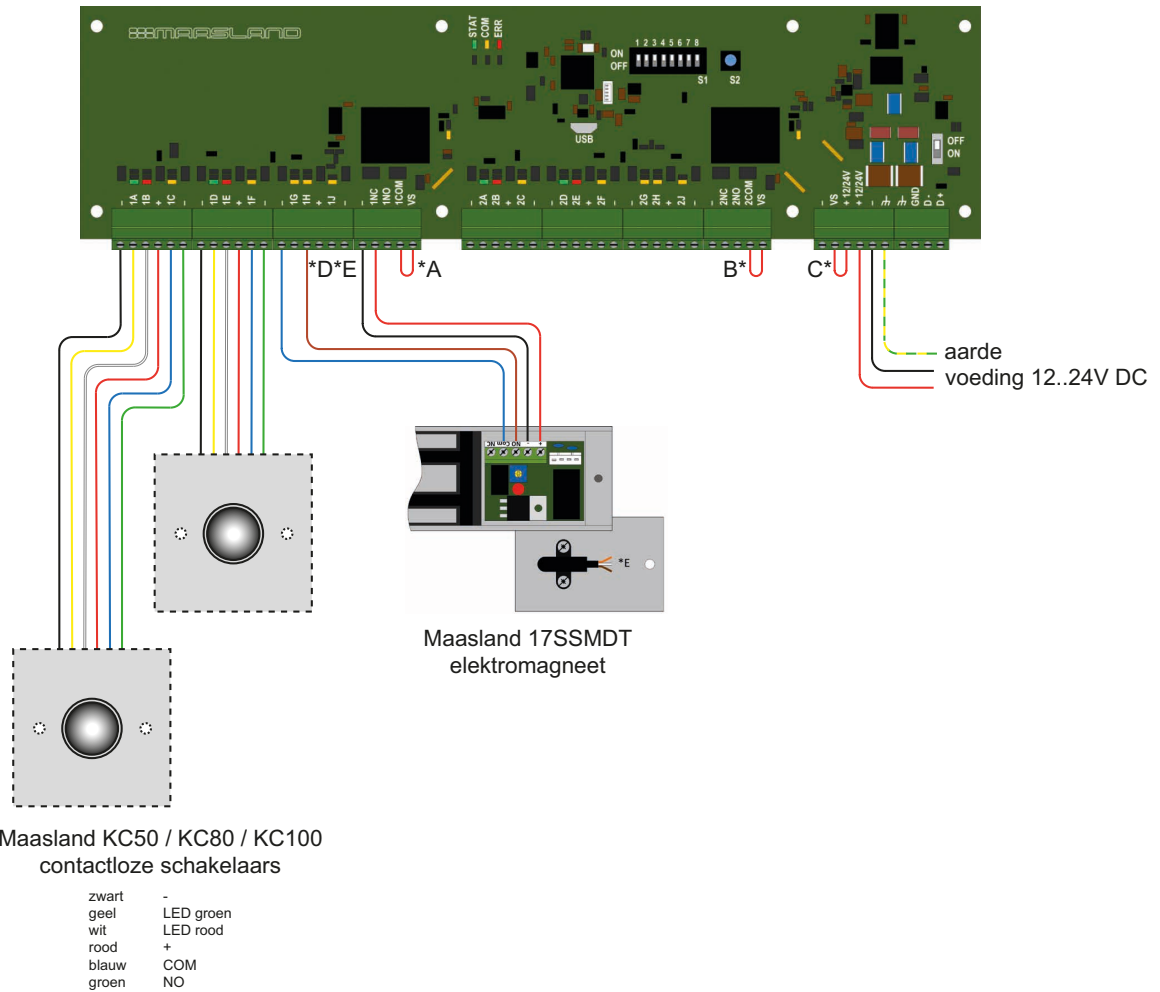 MAASLAND
STAT
COM
ERR
ON
OFF
1 2 3 4 5 6 7 8
S1
S2
USB
OFF
ON
- 1A 1B + 1C -
- 1D 1E + 1F -
- 1G 1H + 1J -
- 1NC 1NO 1COM VS
- 2A 2B + 2C -
- 2D 2E + 2F -
- 2G 2H + 2J -
- 2NC 2NO 2COM VS
- VS + 12/24V + 12/24V - GND D- D+
*D*E
*A
B*
C*
aarde
voeding 12..24V DC
NC Com NO - +
*E
Maasland 17SSMDT
elektromagneet
Maasland KC50 / KC80 / KC100
contactloze schakelaars
zwart -
geel LED groen
wit LED rood
rood +
blauw COM
groen NO